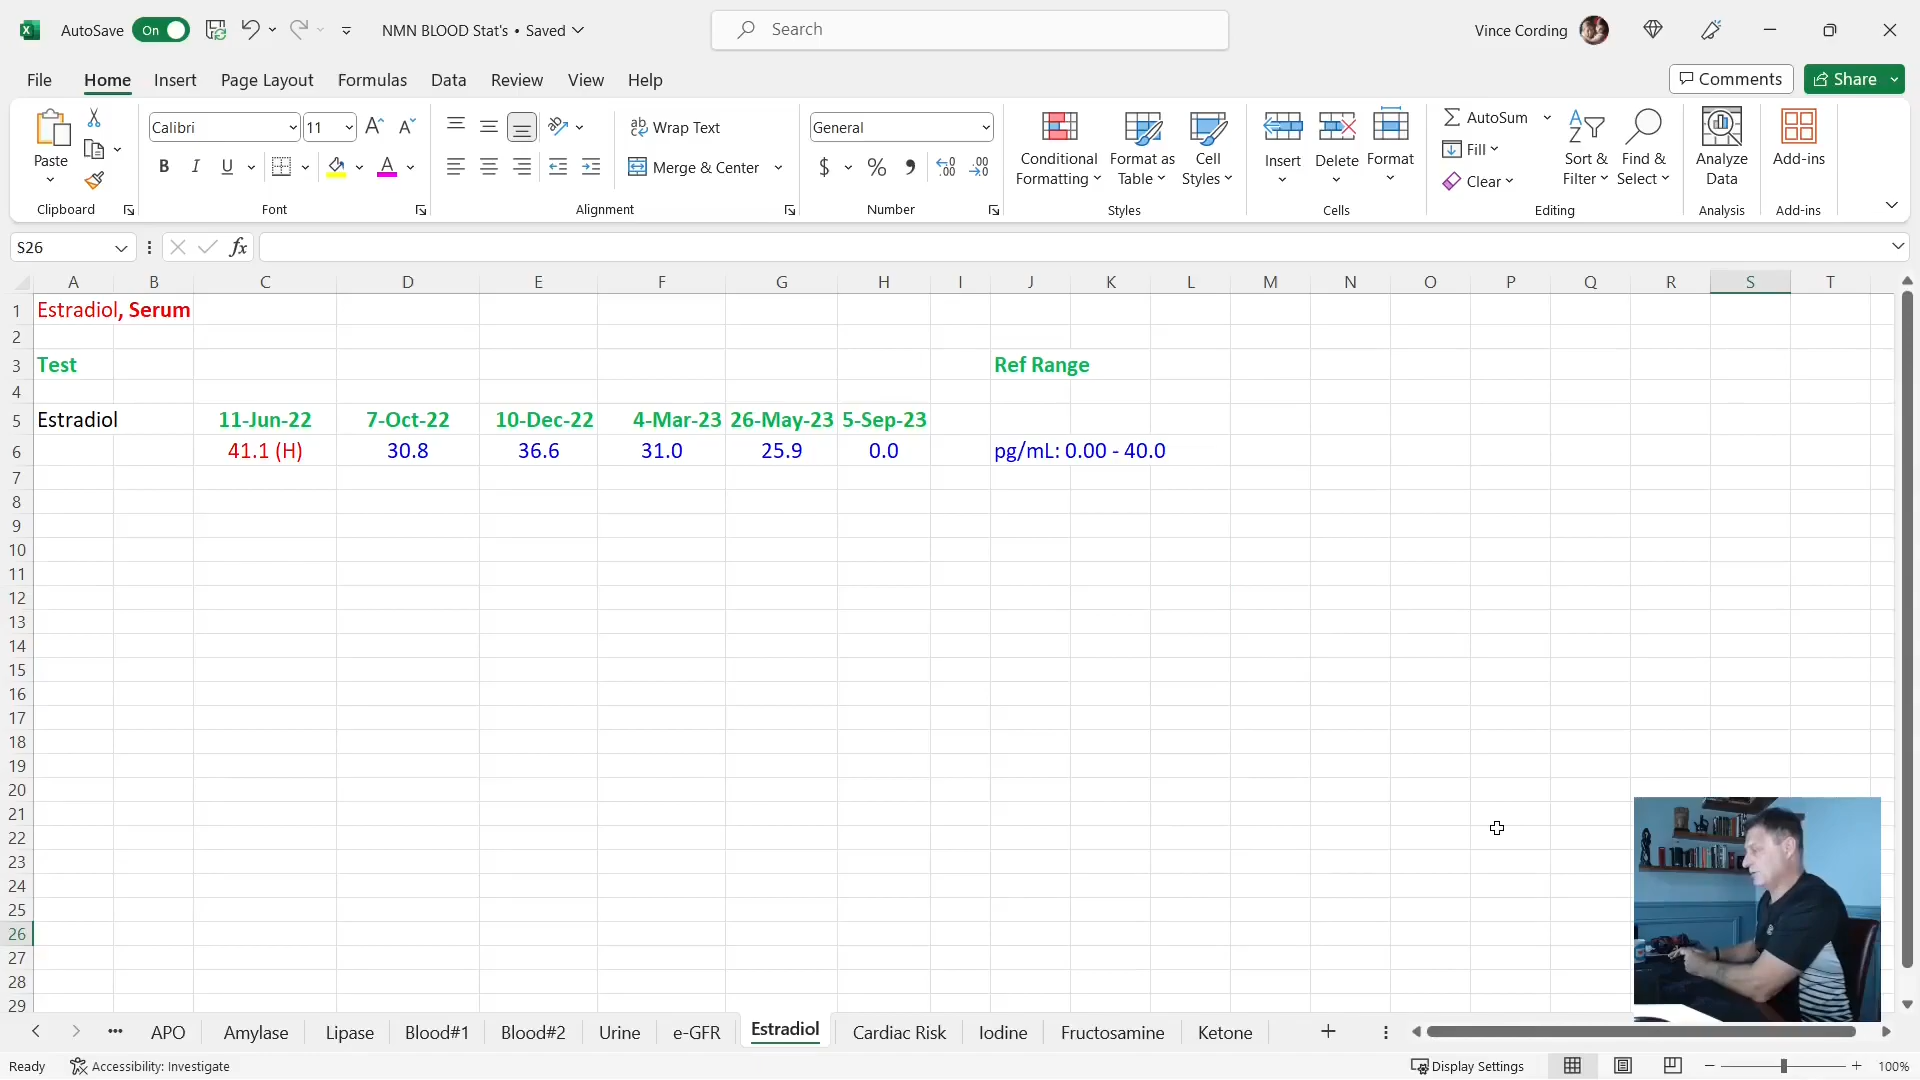 AutoSave On NMN BLOOD Stat's • Saved Search Vince Cording
File Home Insert Page Layout Formulas Data Review View Help Comments Share
Paste Calibri 11 Wrap Text General Conditional Formatting Format as Table Cell Styles Insert Delete Format AutoSum Sort & Filter Find & Select Analyze Data Add-ins
B I U Merge & Center $ % Fill Clear
Clipboard Font Alignment Number Styles Cells Editing Analysis Add-ins
S26 fx
A B C D E F G H I J K L M N O P Q R S T
1 Estradiol, Serum
2
3 Test Ref Range
4
5 Estradiol 11-Jun-22 7-Oct-22 10-Dec-22 4-Mar-23 26-May-23 5-Sep-23
6 41.1 (H) 30.8 36.6 31.0 25.9 0.0 pg/mL: 0.00 - 40.0
7
8
9
10
11
12
13
14
15
16
17
18
19
20
21
22
23
24
25
26
27
28
29
APO Amylase Lipase Blood#1 Blood#2 Urine e-GFR Estradiol Cardiac Risk Iodine Fructosamine Ketone
Ready Accessibility: Investigate Display Settings 100%